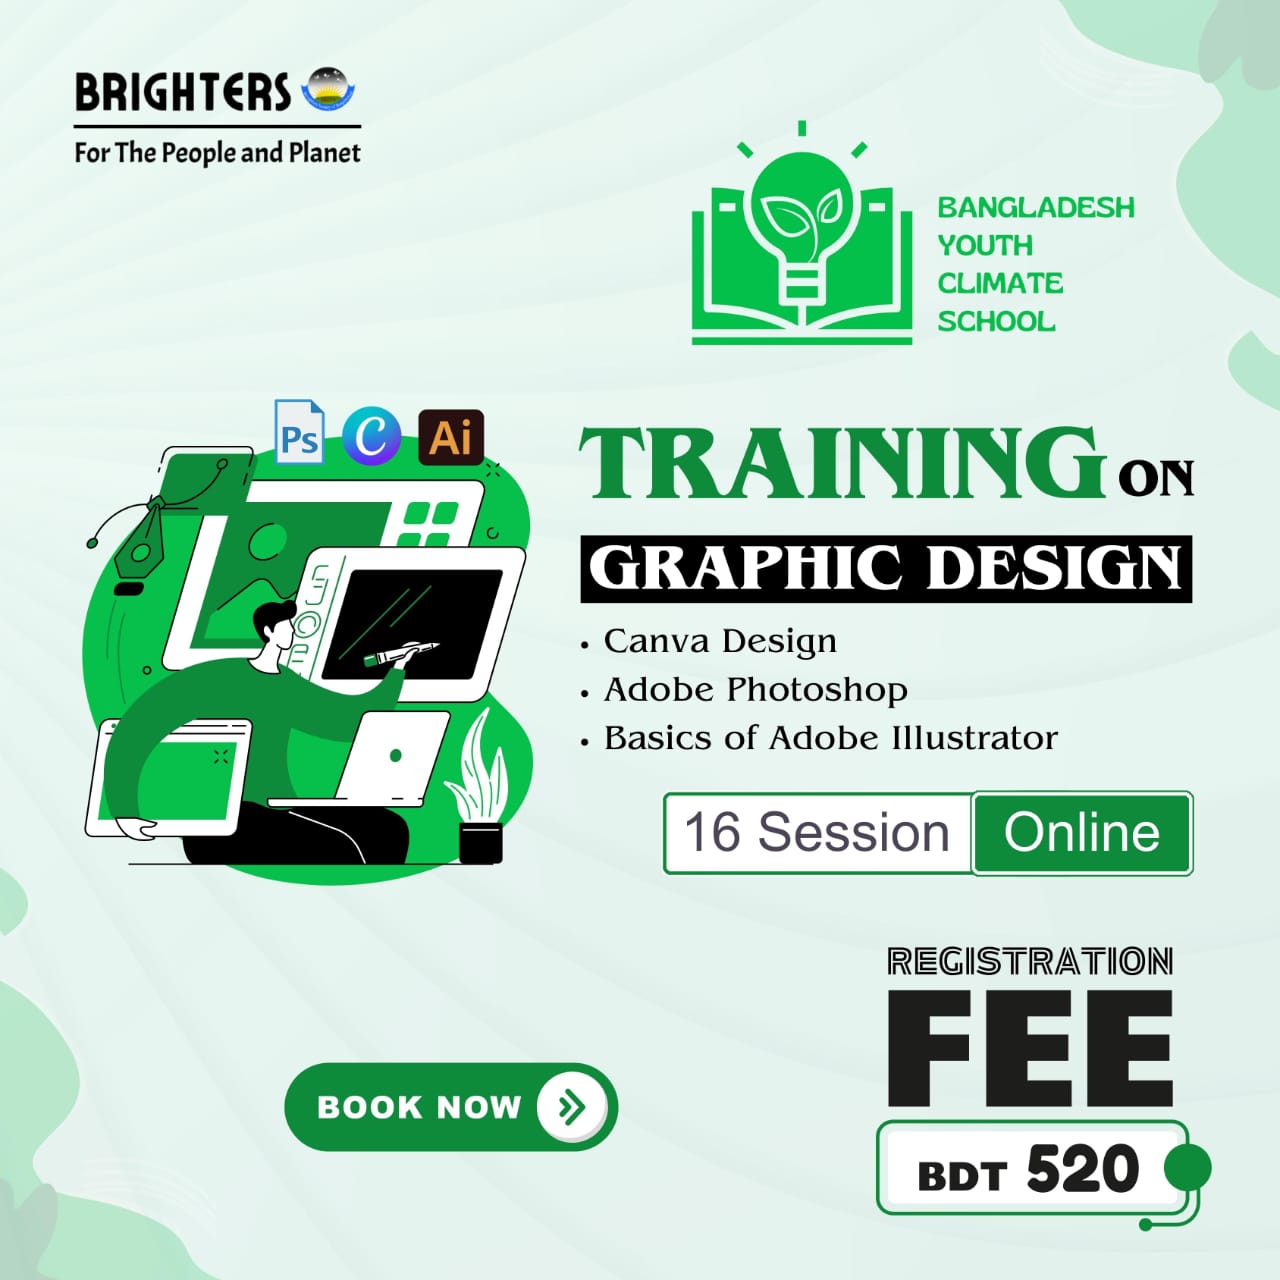 BRIGHTERS
For The People and Planet
BANGLADESH
YOUTH
CLIMATE
SCHOOL
Ps
C
Ai
TRAINING ON
GRAPHIC DESIGN
• Canva Design
• Adobe Photoshop
• Basics of Adobe Illustrator
16 Session Online
REGISTRATION
FEE
BDT 520
BOOK NOW